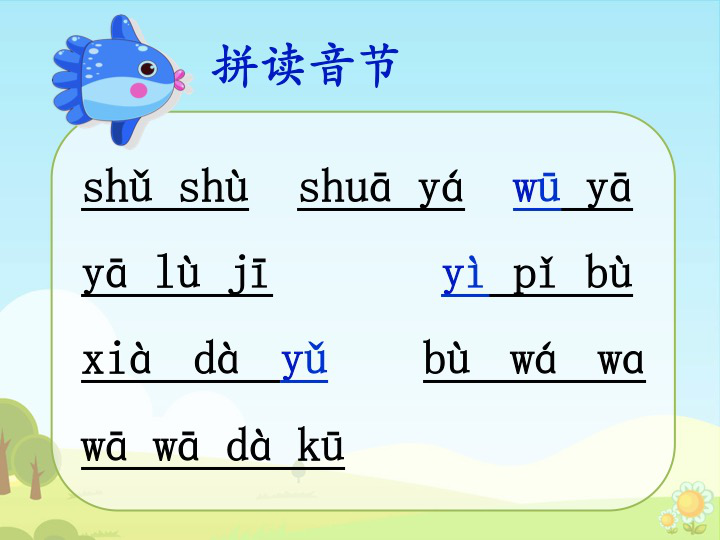 拼读音节
shǔ shù shuā yá wū yā
yā lù jī yì pǐ bù
xià dà yǔ bù wá wa
wā wā dà kū